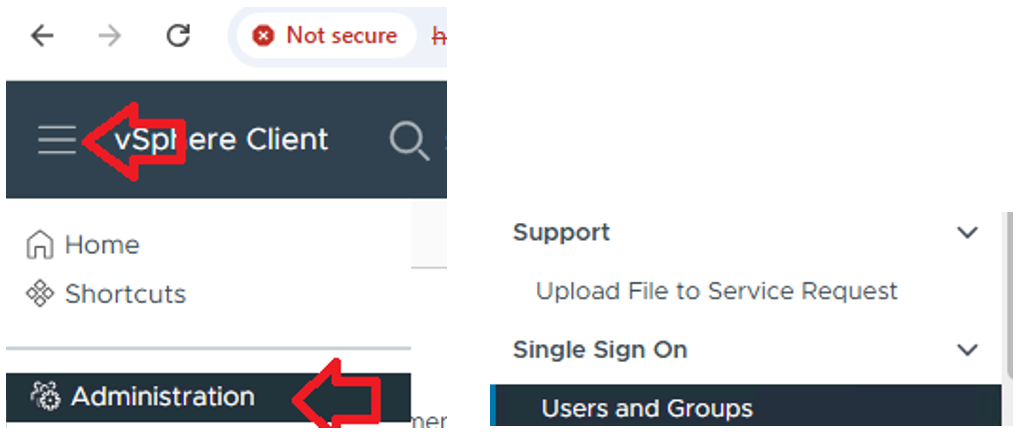 Not secure h
vSphere Client
Home
Shortcuts
Administration
Support
Upload File to Service Request
Single Sign On
Users and Groups